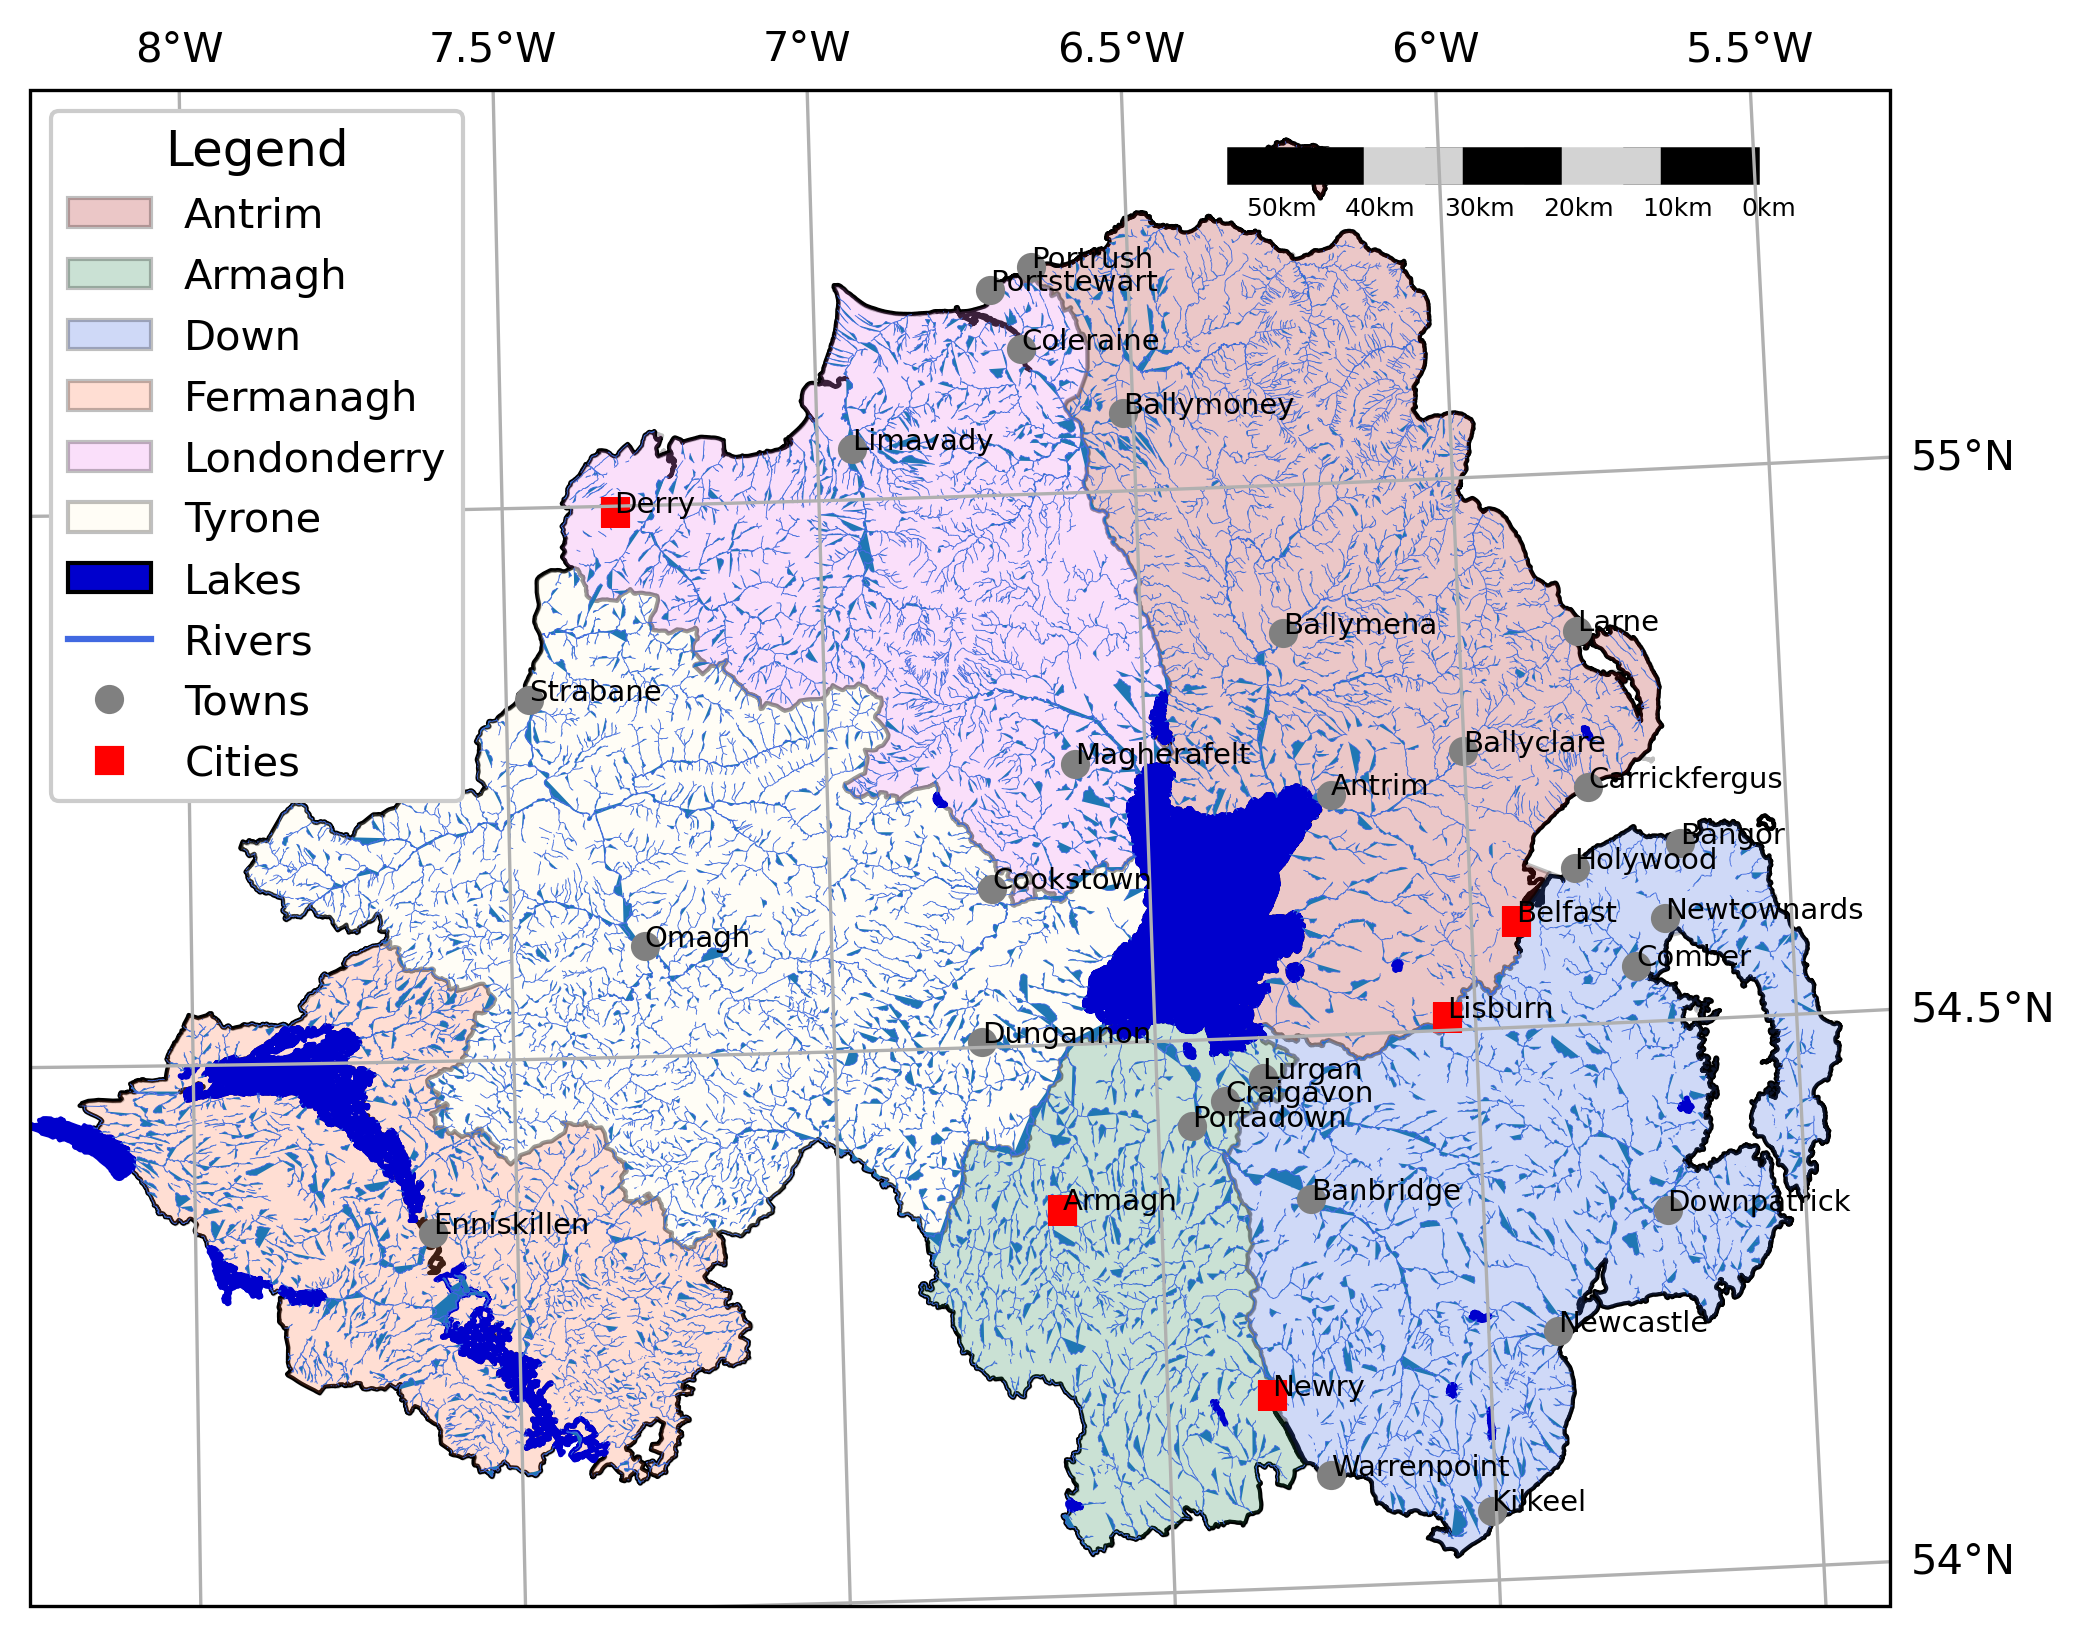 8°W 7.5°W 7°W 6.5°W 6°W 5.5°W
Legend
Antrim
Armagh
Down
Fermanagh
Londonderry
Tyrone
Lakes
Rivers
Towns
Cities
50km 40km 30km 20km 10km 0km
Portrush
Portstewart
Coleraine
Ballymoney
Limavady
55°N
Derry
Larne
Ballymena
Strabane
Ballyclare
Magherafelt
Carrickfergus
Antrim
Bangor
Holywood
Cookstown
Newtownards
Belfast
Omagh
Comber
Lisburn
54.5°N
Dungannon
Lurgan
Craigavon
Portadown
Banbridge
Armagh
Downpatrick
Enniskillen
Newcastle
Newry
Warrenpoint
Kilkeel
54°N